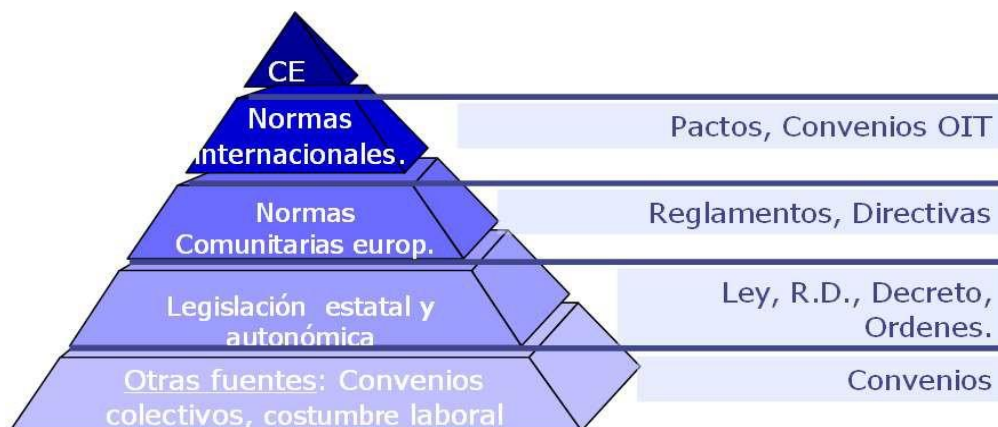 CE
Normas
internacionales.
Pactos, Convenios OIT
Normas
Comunitarias europ.
Reglamentos, Directivas
Legislación estatal y
autonómica
Ley, R.D., Decreto,
Ordenes.
Otras fuentes: Convenios
colectivos, costumbre laboral
Convenios